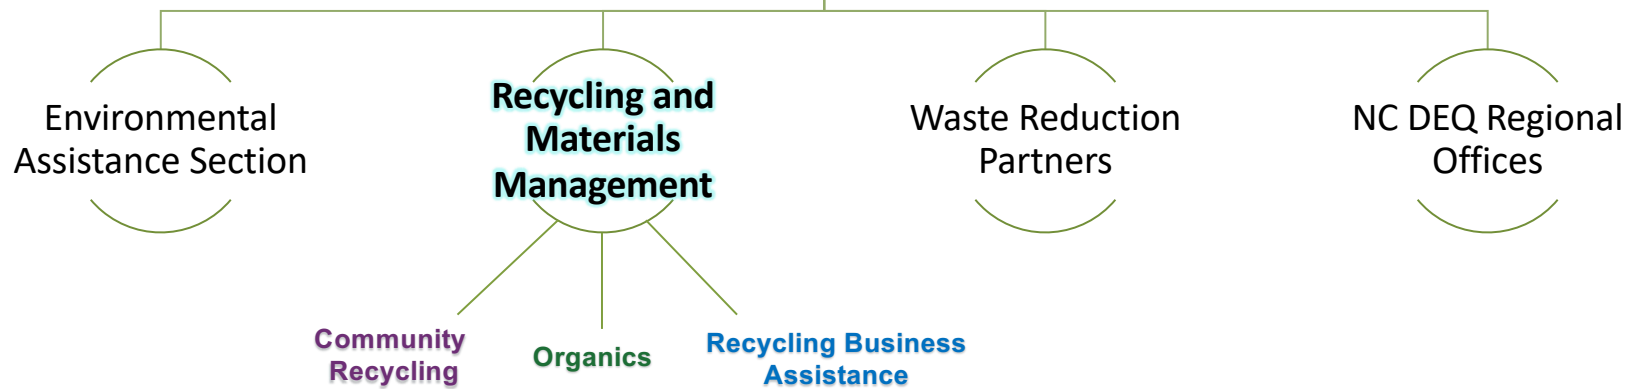 Environmental
Assistance Section
Recycling and
Materials
Management
Waste Reduction
Partners
NC DEQ Regional
Offices
Community
Recycling
Organics
Recycling Business
Assistance